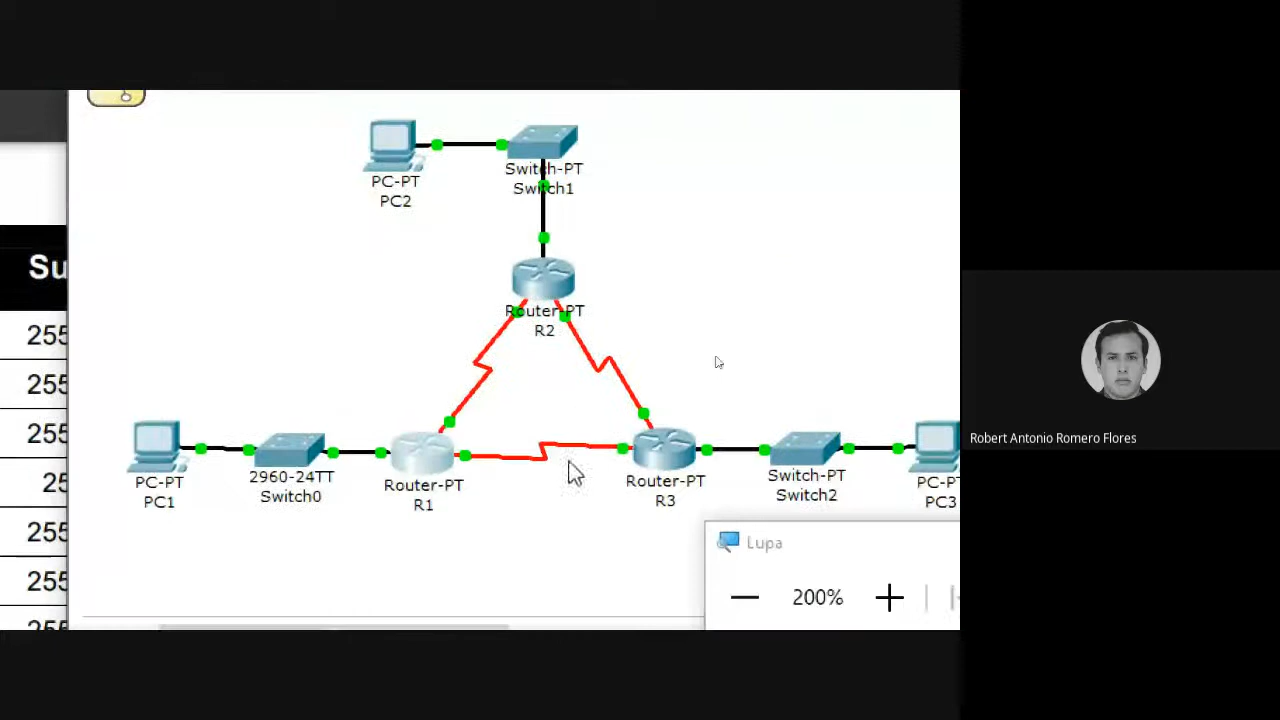 PC-PT
PC2
Switch-PT
Switch1
Router-PT
R2
Su
255
255
255
25
255
255
PC-PT
PC1
2960-24TT
Switch0
Router-PT
R1
Router-PT
R3
Switch-PT
Switch2
PC-P
PC3
Lupa
200%
Robert Antonio Romero Flores